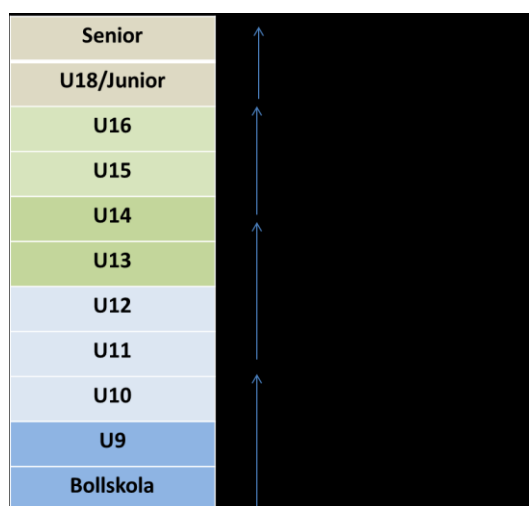 Senior
U18/Junior
U16
U15
U14
U13
U12
U11
U10
U9
Bollskola